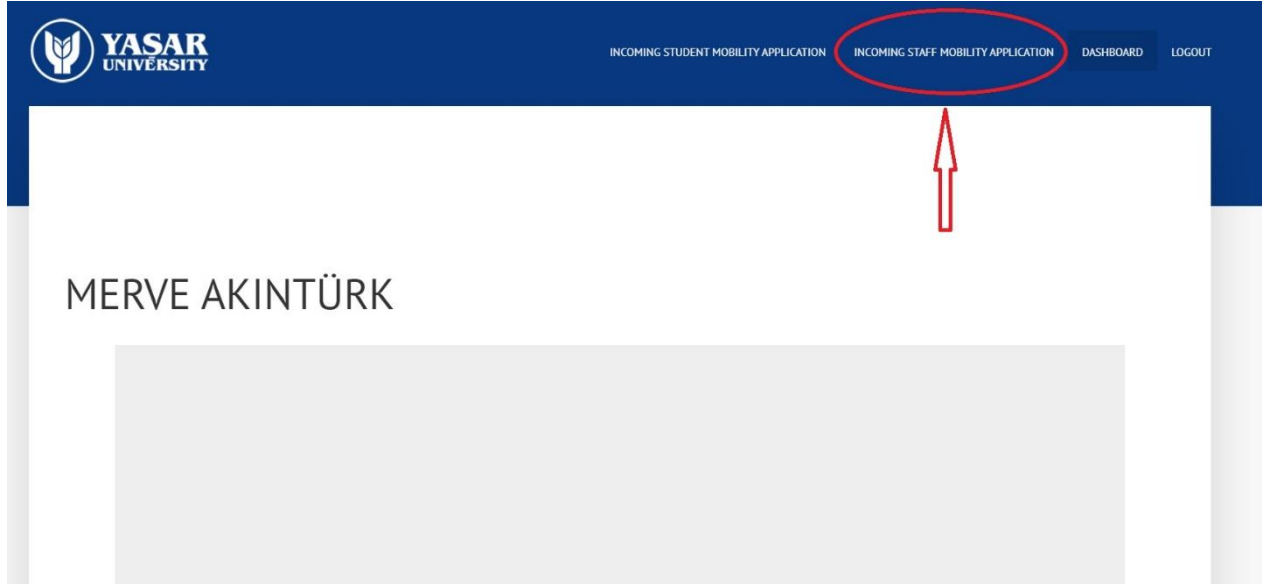 YASAR
UNIVERSITY
INCOMING STUDENT MOBILITY APPLICATION INCOMING STAFF MOBILITY APPLICATION DASHBOARD LOGOUT
MERVE AKINTÜRK